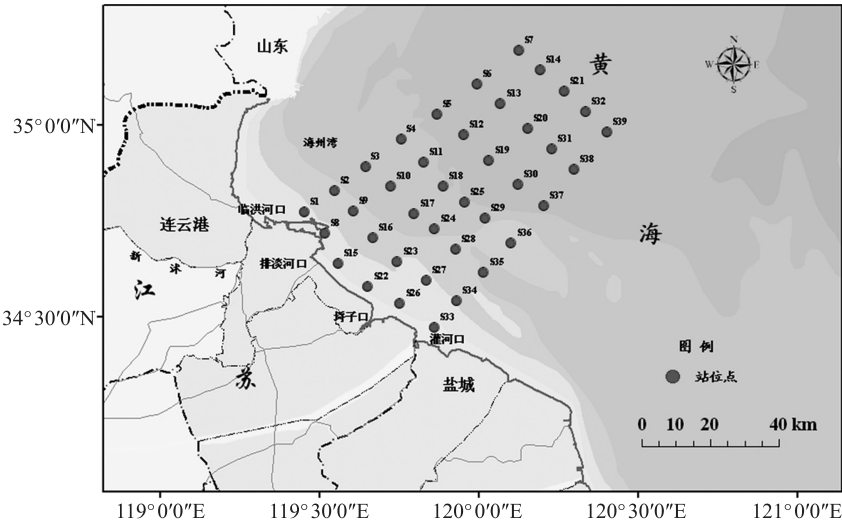 S7
山东
N
黄
S14
W
E
S6
S21
S
S13
S32
S5
35°0′0″N
S20
S39
S4
S12
海州湾
S31
S11
S3
S19
S38
S10
S18
S30
S2
S25
S37
S1
S9
临洪河口
S17
S29
连云港
S8
S16
S24
海
S36
S28
新沭河
排淡河口
S15
S23
S35
江
S22
S27
S26
S34
34°30′0″N
埒子口
S33
灌河口
图 例
苏
盐城
站位点
0 10 20 40 km
119°0′0″E 119°30′0″E 120°0′0″E 120°30′0″E 121°0′0″E